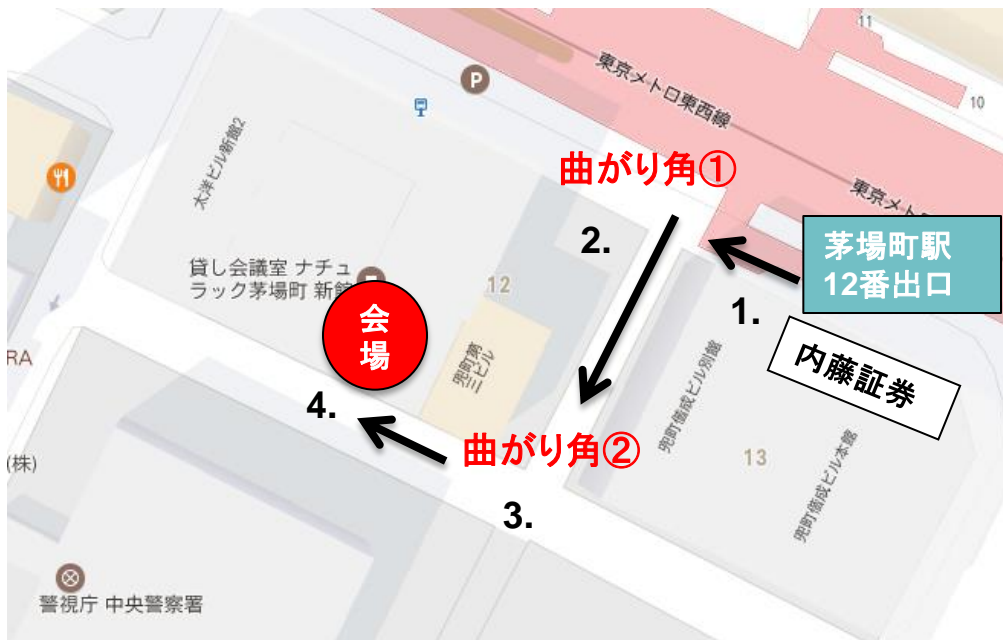 11
10
P
東京メトロ東西線
太洋ビル新館2
曲がり角①
東京メト
茅場町駅
12番出口
2.
貸し会議室 ナチュ
ラック茅場町 新館
12
1.
会
場
内藤証券
RA
兜町第
三ビル
兜町偕成ビル別館
4.
曲がり角②
13
(株)
兜町偕成ビル本館
3.
警視庁 中央警察署